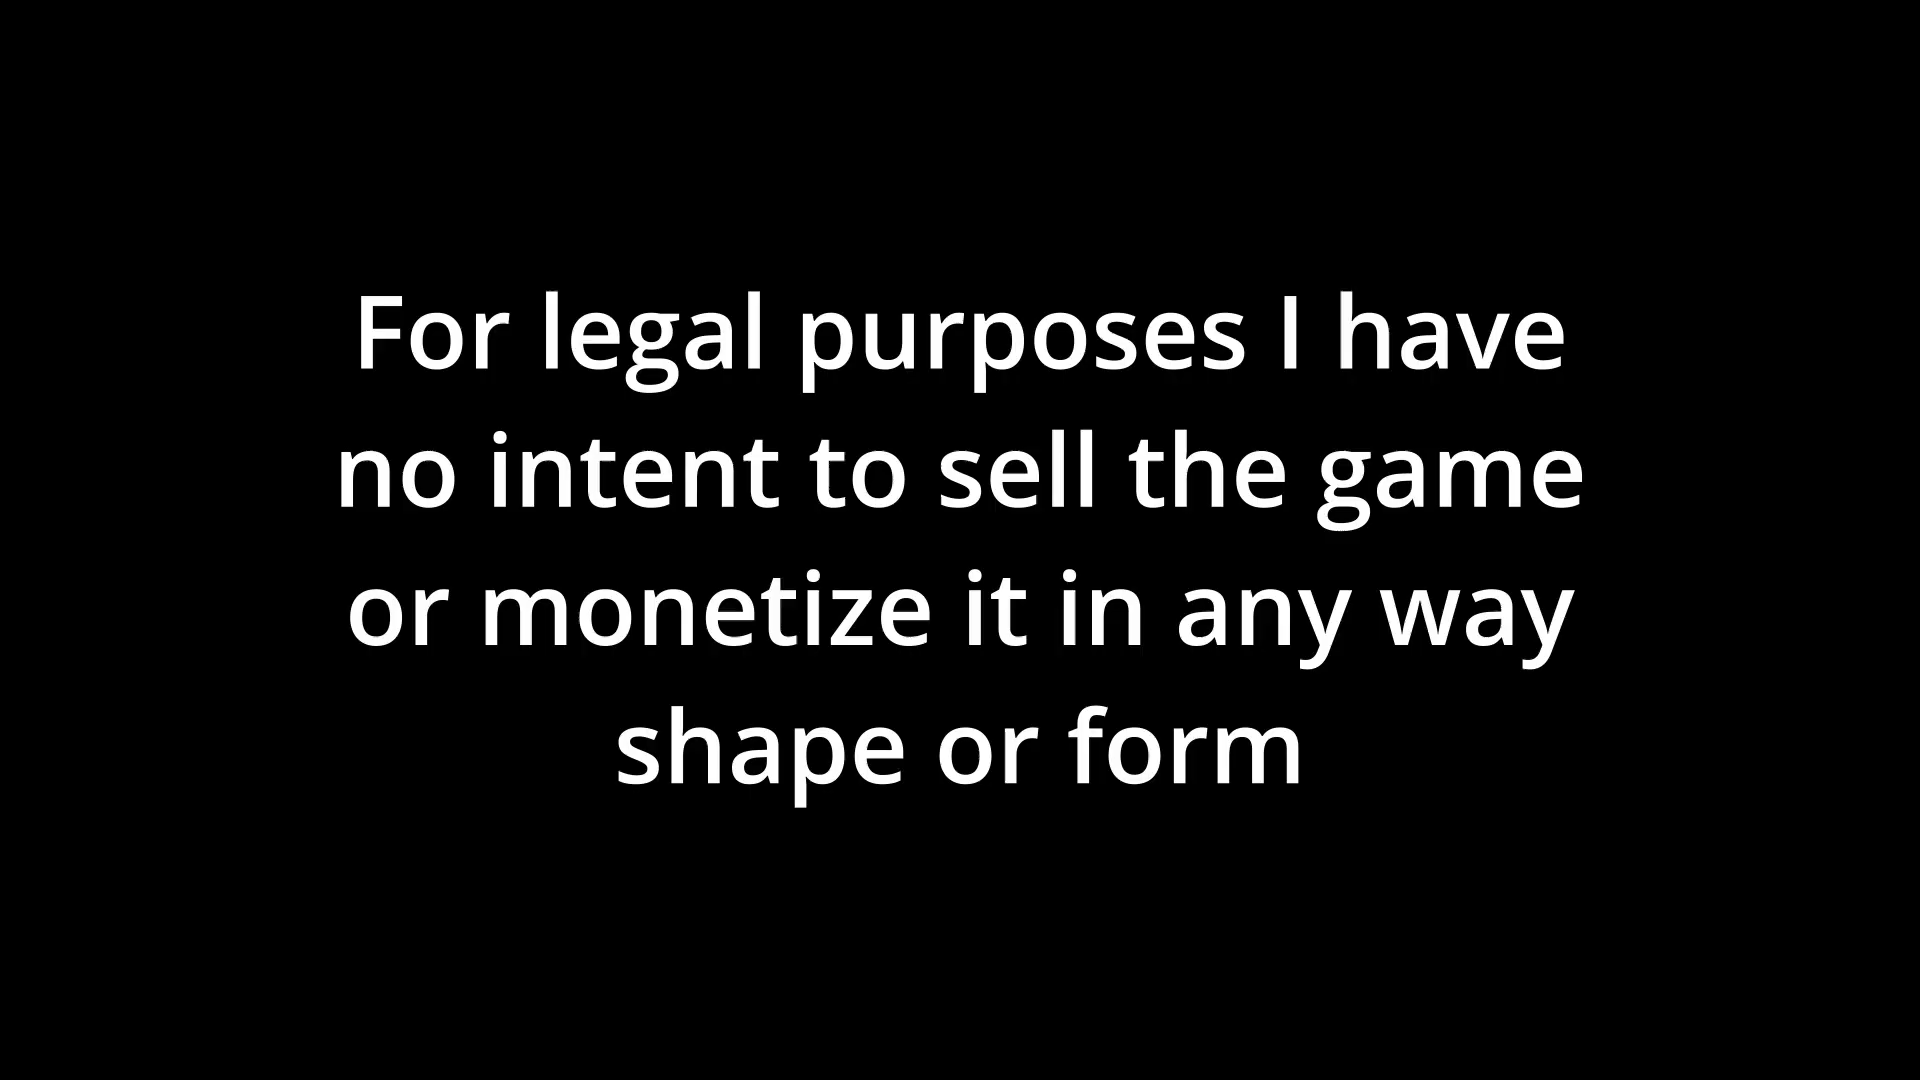 For legal purposes I have
no intent to sell the game
or monetize it in any way
shape or form